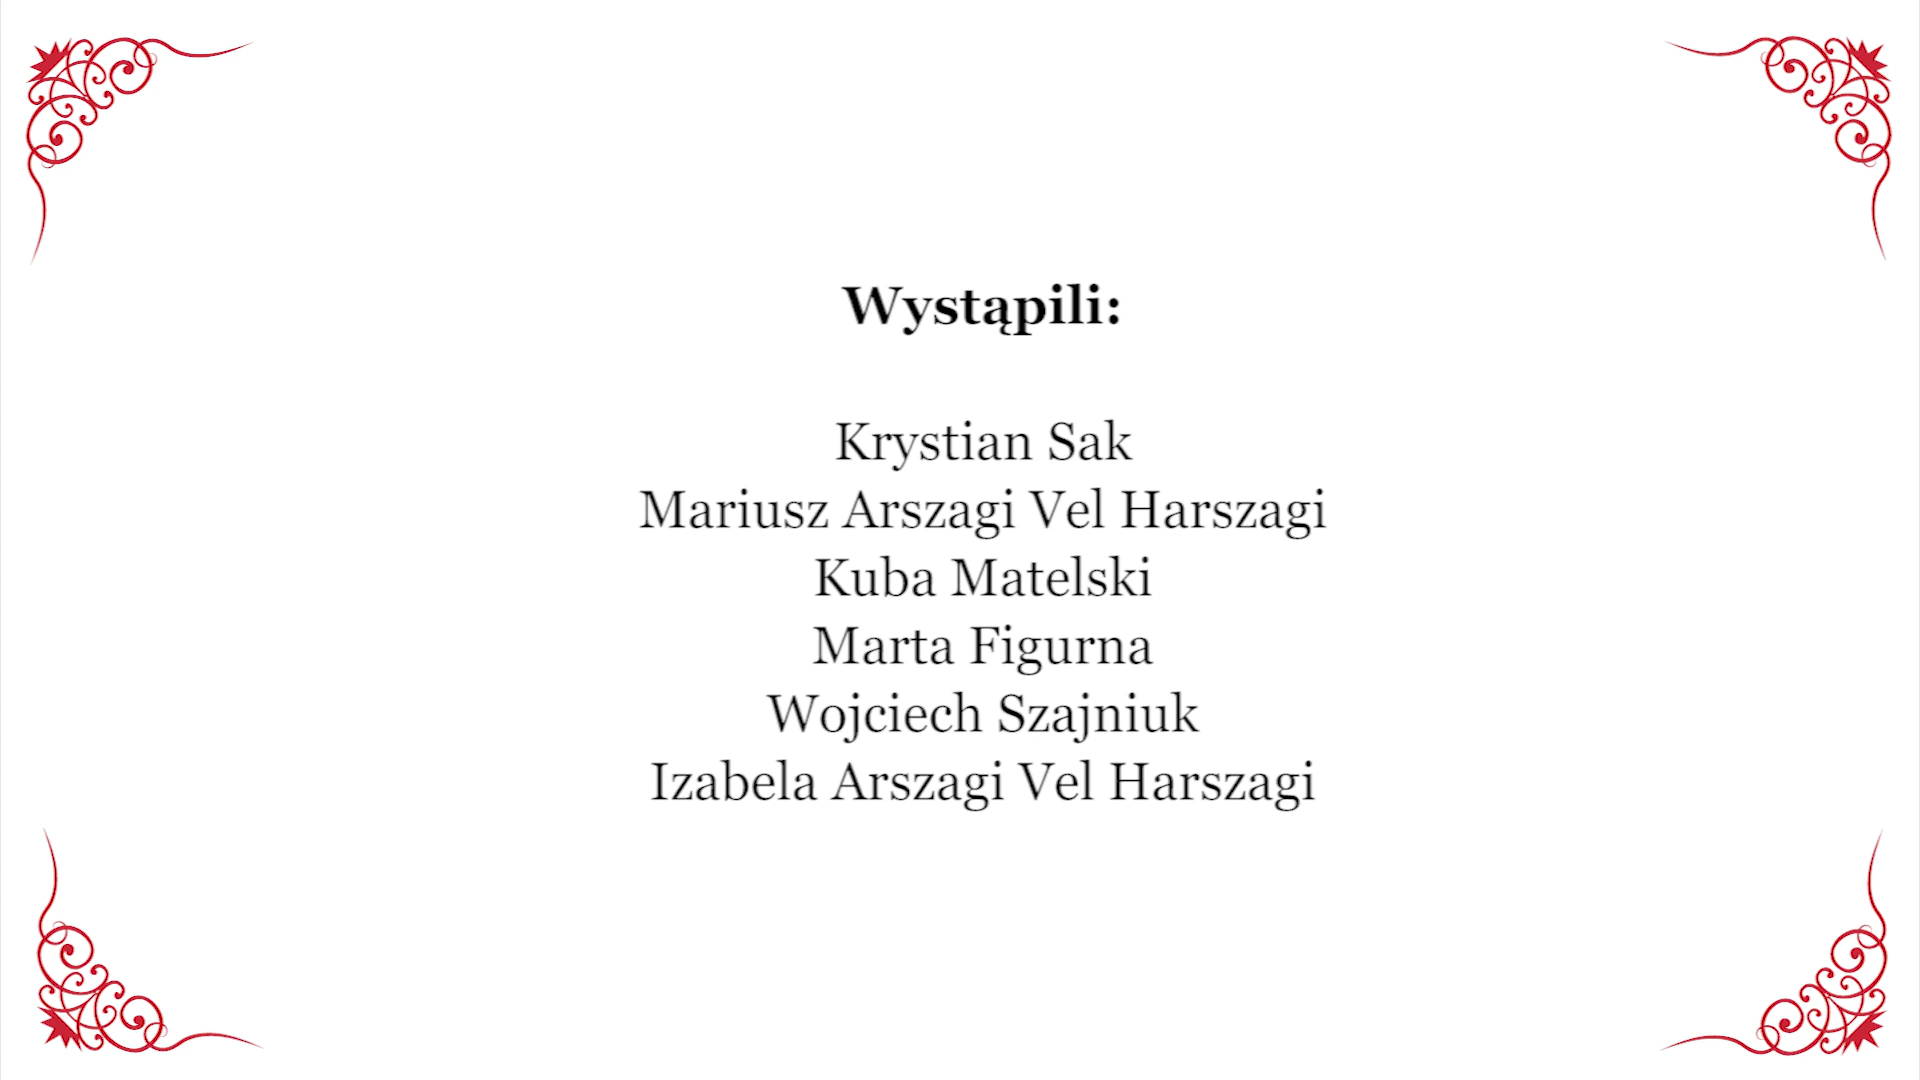 Wystąpili:
Krystian Sak
Mariusz Arszagi Vel Harszagi
Kuba Matelski
Marta Figurna
Wojciech Szajniuk
Izabela Arszagi Vel Harszagi